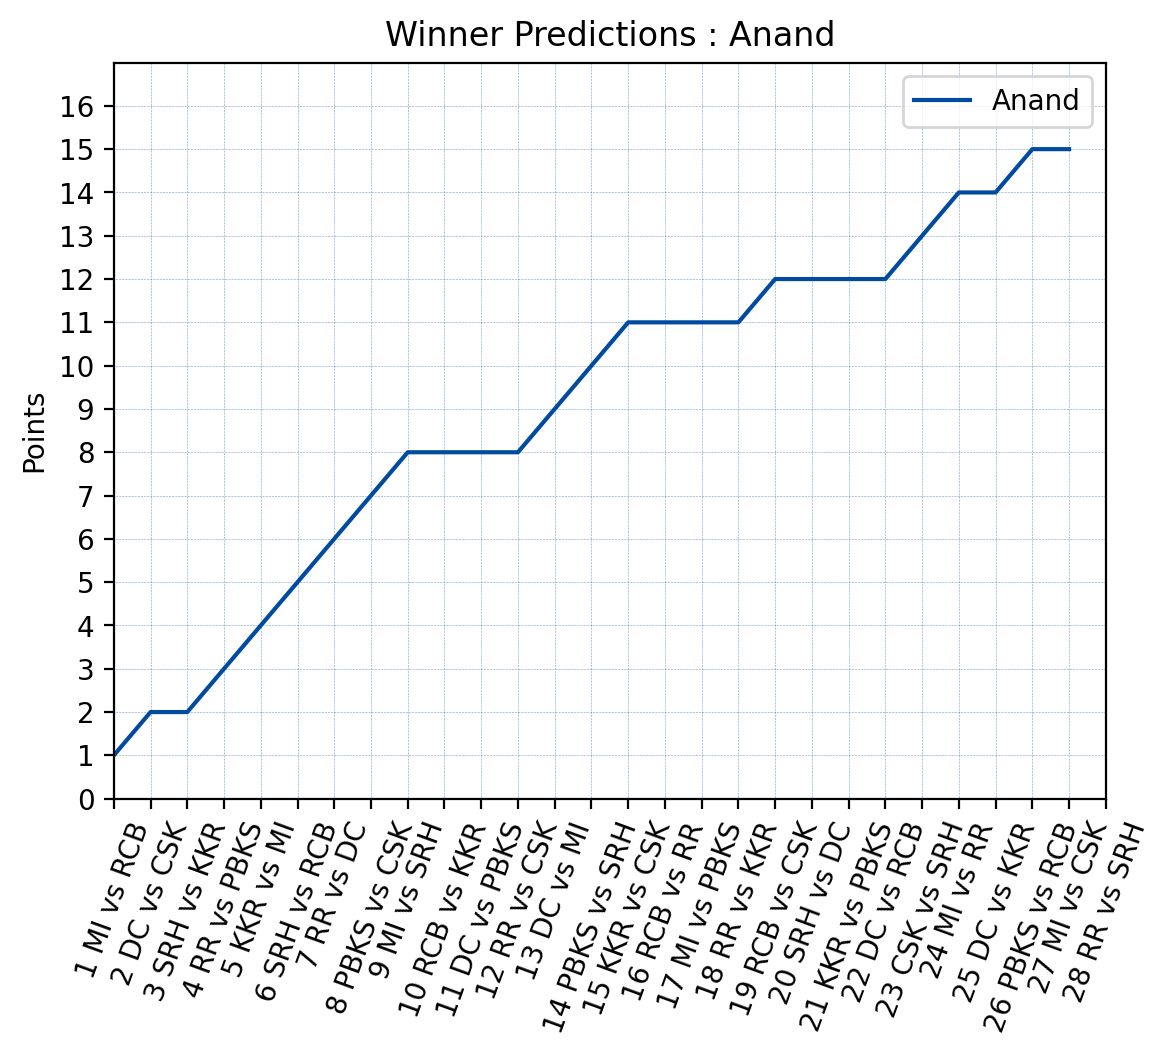 Winner Predictions : Anand
Anand
Points
16
15
14
13
12
11
10
9
8
7
6
5
4
3
2
1
0
1 MI vs RCB
2 DC vs CSK
3 SRH vs KKR
4 RR vs PBKS
5 KKR vs MI
6 SRH vs RCB
7 RR vs DC
8 PBKS vs CSK
9 MI vs SRH
10 RCB vs KKR
11 DC vs PBKS
12 RR vs CSK
13 DC vs MI
14 PBKS vs SRH
15 KKR vs CSK
16 RCB vs RR
17 MI vs PBKS
18 RR vs KKR
19 RCB vs CSK
20 SRH vs DC
21 KKR vs PBKS
22 DC vs RCB
23 CSK vs SRH
24 MI vs RR
25 DC vs KKR
26 PBKS vs RCB
27 MI vs CSK
28 RR vs SRH